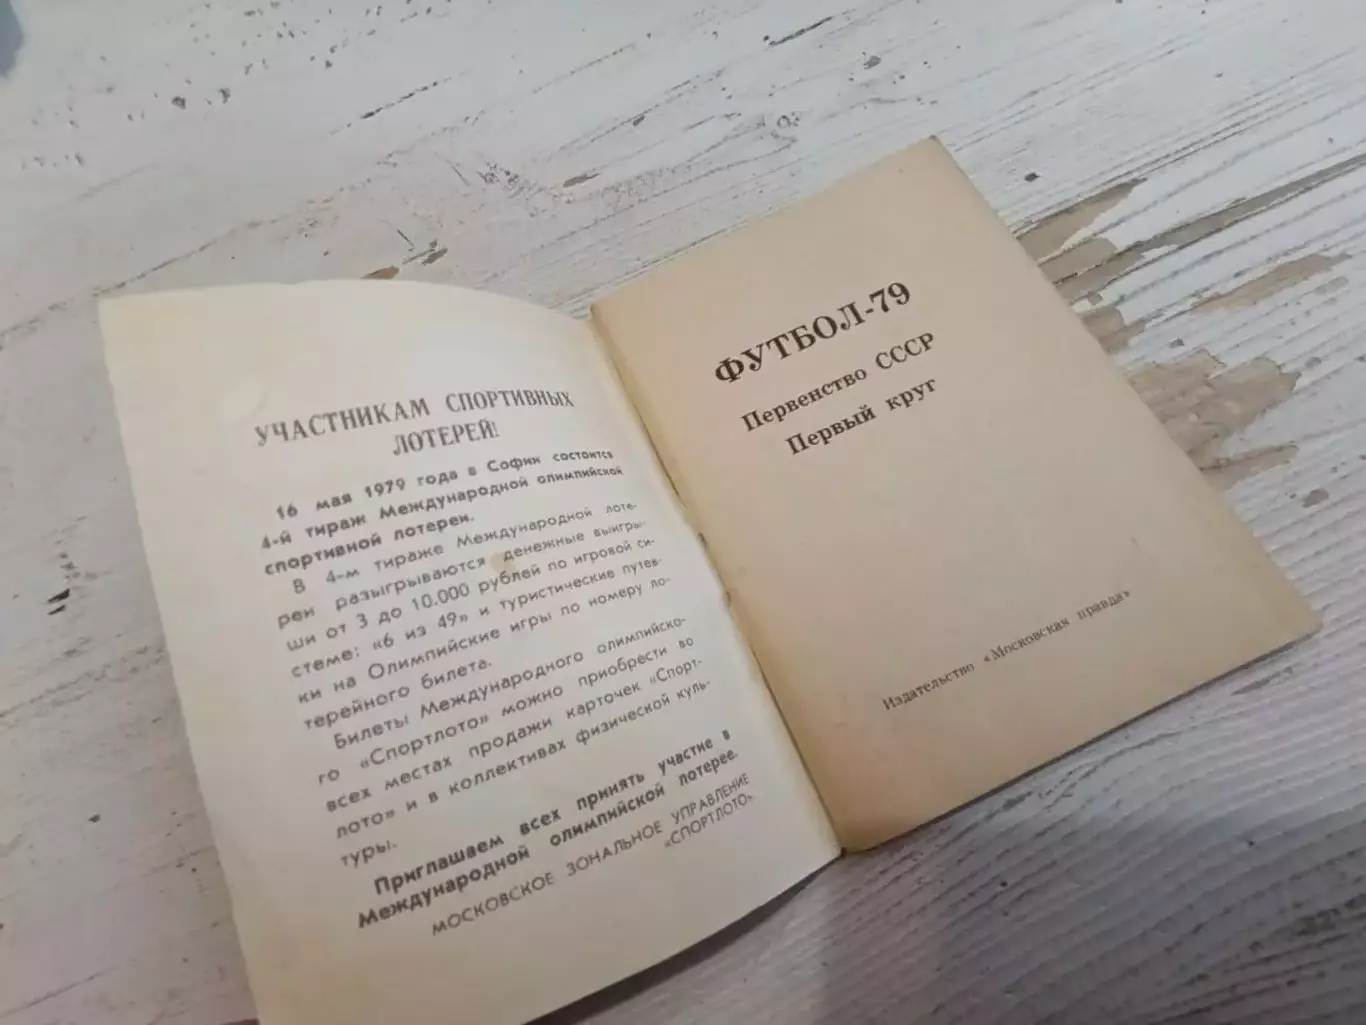 УЧАСТНИКАМ СПОРТИВНЫХ
ЛОТЕРЕЙ!
16 мая 1979 года в Софии состоится
4-й тираж Международной олимпийской
спортивной лотереи.
В 4-м тираже Международной лоте-
реи разыгрываются денежные выигры-
ши от 3 до 10.000 рублей по игровой си-
стеме: «6 из 49» и туристические путев-
ки на Олимпийские игры по номеру ло-
терейного билета.
Билеты Международного олимпийско-
го «Спортлото» можно приобрести во
всех местах продажи карточек «Спорт-
лото» и в коллективах физической куль-
туры.
Приглашаем всех принять участие в
Международной олимпийской лотерее.
МОСКОВСКОЕ ЗОНАЛЬНОЕ УПРАВЛЕНИЕ
«СПОРТЛОТО»
ФУТБОЛ-79
Первенство СССР
Первый круг
Издательство «Московская правда»